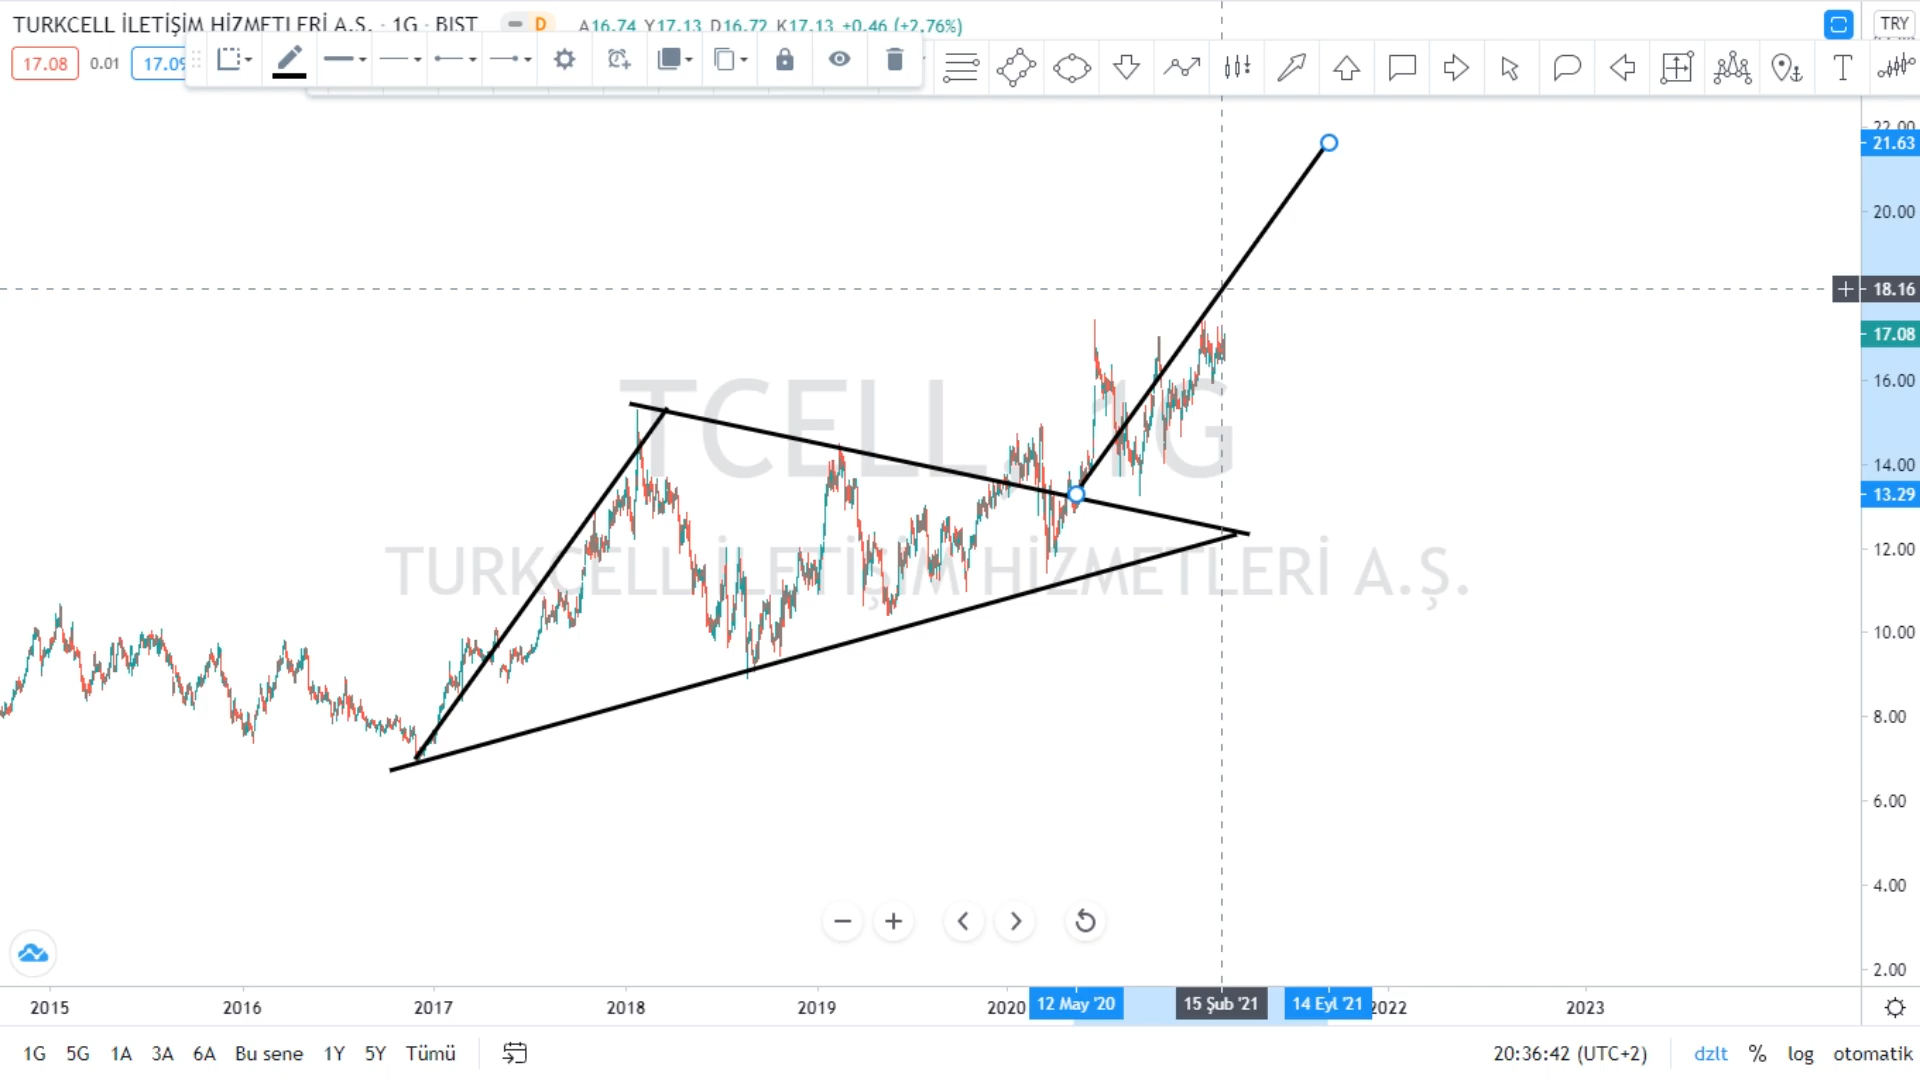 TURKCELL İLETİŞİM HİZMETLERİ A.Ş. · 1G · BIST D A16.74 Y17.13 D16.72 K17.13 +0.46 (+2.76%) TRY
17.08 0.01 17.09
T
22.00
21.63
20.00
18.16
17.08
16.00
14.00
13.29
12.00
10.00
8.00
6.00
4.00
2.00
TCELL, 1G
TURKCELL İLETİŞİM HİZMETLERİ A.Ş.
2015 2016 2017 2018 2019 2020 12 May '20 15 Şub '21 14 Eyl '21 2022 2023
1G 5G 1A 3A 6A Bu sene 1Y 5Y Tümü 20:36:42 (UTC+2) dzlt % log otomatik